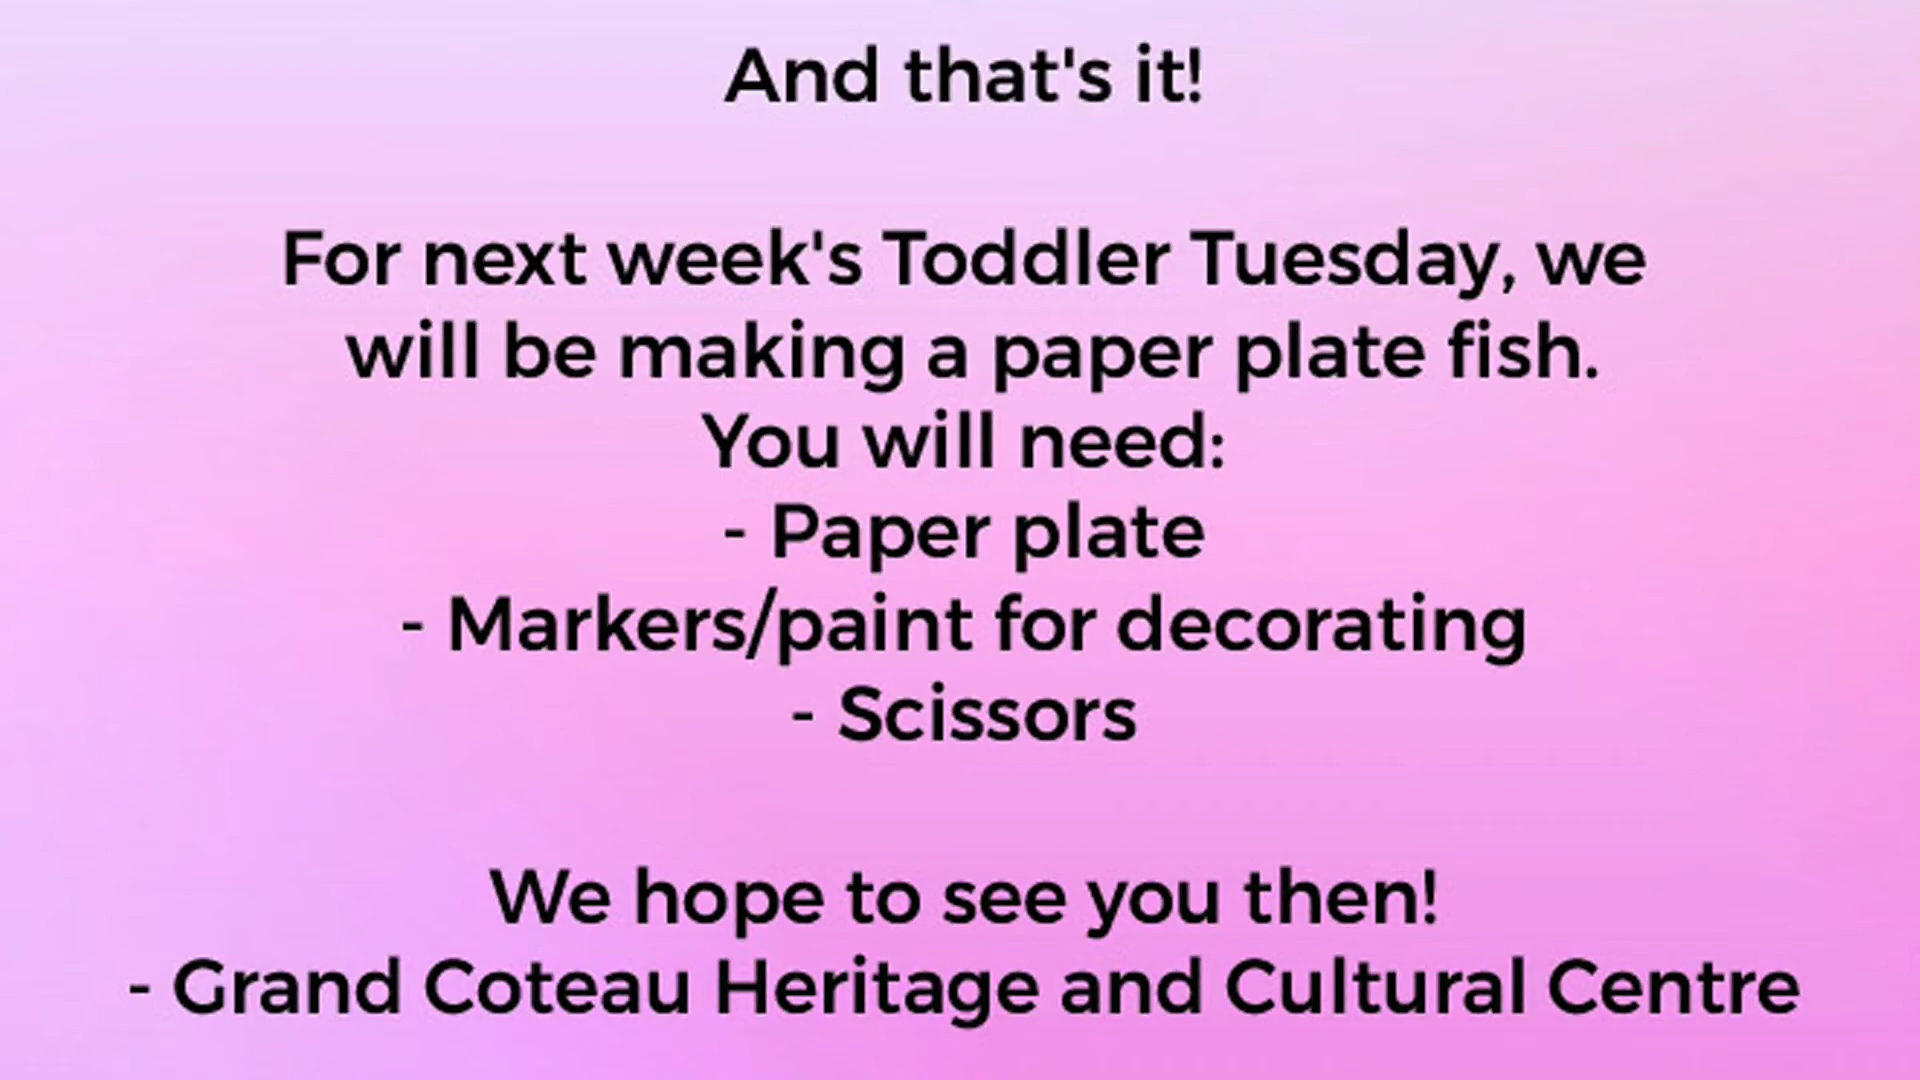 And that's it!
For next week's Toddler Tuesday, we
will be making a paper plate fish.
You will need:
- Paper plate
- Markers/paint for decorating
- Scissors
We hope to see you then!
- Grand Coteau Heritage and Cultural Centre